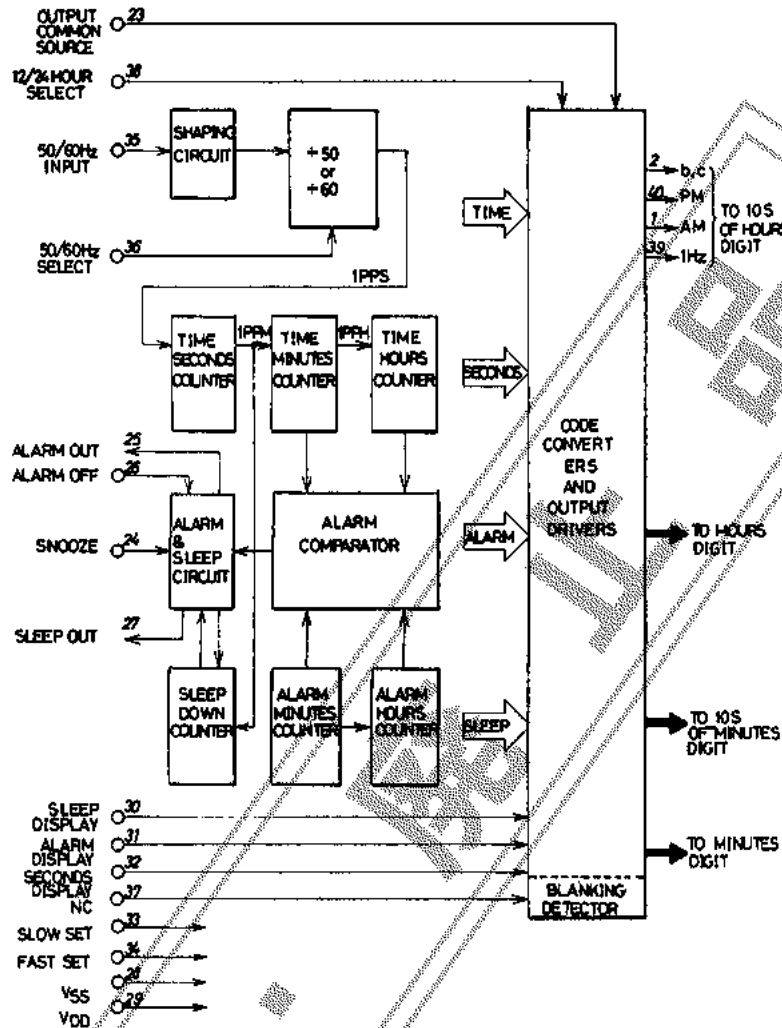 OUTPUT
COMMON
SOURCE
23
12/24 HOUR
SELECT
38
50/60Hz
INPUT
35
SHAPING
CIRCUIT
÷50
or
÷60
50/60Hz
SELECT
36
1PPS
TIME
SECONDS
COUNTER
1PPM
TIME
MINUTES
COUNTER
1PPH
TIME
HOURS
COUNTER
ALARM OUT
25
ALARM OFF
26
SNOOZE
24
ALARM
&
SLEEP
CIRCUIT
ALARM
COMPARATOR
SLEEP OUT
27
SLEEP
DOWN
COUNTER
ALARM
MINUTES
COUNTER
ALARM
HOURS
COUNTER
TIME
SECONDS
ALARM
SLEEP
CODE
CONVERT
ERS
AND
OUTPUT
DRIVERS
BLANKING
DETECTOR
2
b,c
40
PM
1
AM
39
1Hz
TO 10S
OF HOURS
DIGIT
TO HOURS
DIGIT
TO 10S
OF MINUTES
DIGIT
TO MINUTES
DIGIT
SLEEP
DISPLAY
30
ALARM
DISPLAY
31
SECONDS
DISPLAY
32
NC
37
SLOW SET
33
FAST SET
34
VSS
28
VDD
29